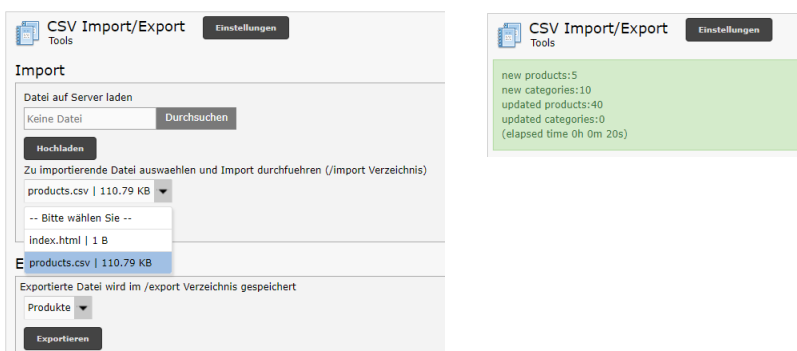 CSV Import/Export
Tools
Einstellungen
Import
Datei auf Server laden
Keine Datei
Durchsuchen
Hochladen
Zu importierende Datei auswaehlen und Import durchfuehren (/import Verzeichnis)
products.csv | 110.79 KB
-- Bitte wählen Sie --
index.html | 1 B
products.csv | 110.79 KB
E
Exportierte Datei wird im /export Verzeichnis gespeichert
Produkte
Exportieren
CSV Import/Export
Tools
Einstellungen
new products:5
new categories:10
updated products:40
updated categories:0
(elapsed time 0h 0m 20s)